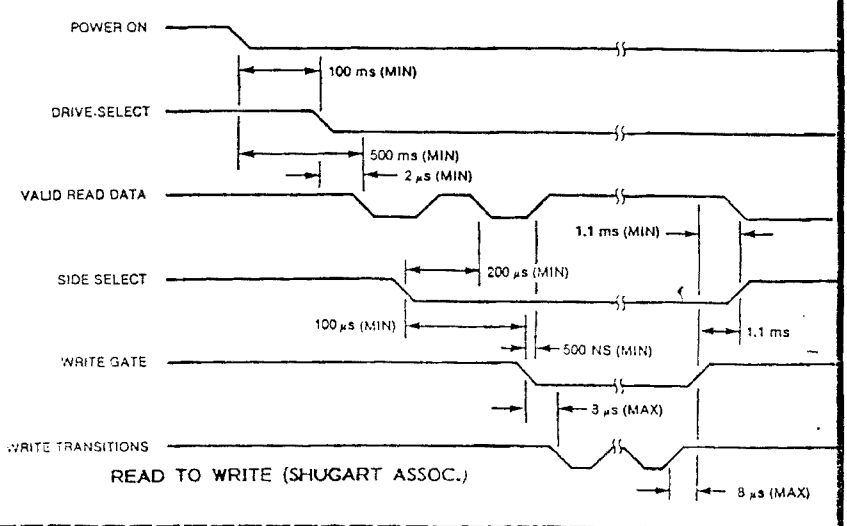 POWER ON
100 ms (MIN)
DRIVE-SELECT
500 ms (MIN)
2 μs (MIN)
VALID READ DATA
1.1 ms (MIN)
200 μs (MIN)
SIDE SELECT
100 μs (MIN)
1.1 ms
500 NS (MIN)
WRITE GATE
3 μs (MAX)
WRITE TRANSITIONS
READ TO WRITE (SHUGART ASSOC.)
8 μs (MAX)